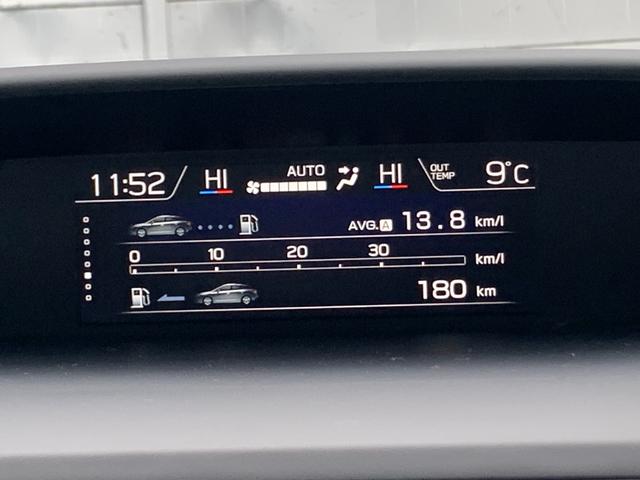 11:52 HI AUTO HI OUT TEMP 9°C
AVG. A 13.8 km/l
0 10 20 30 km/l
180 km